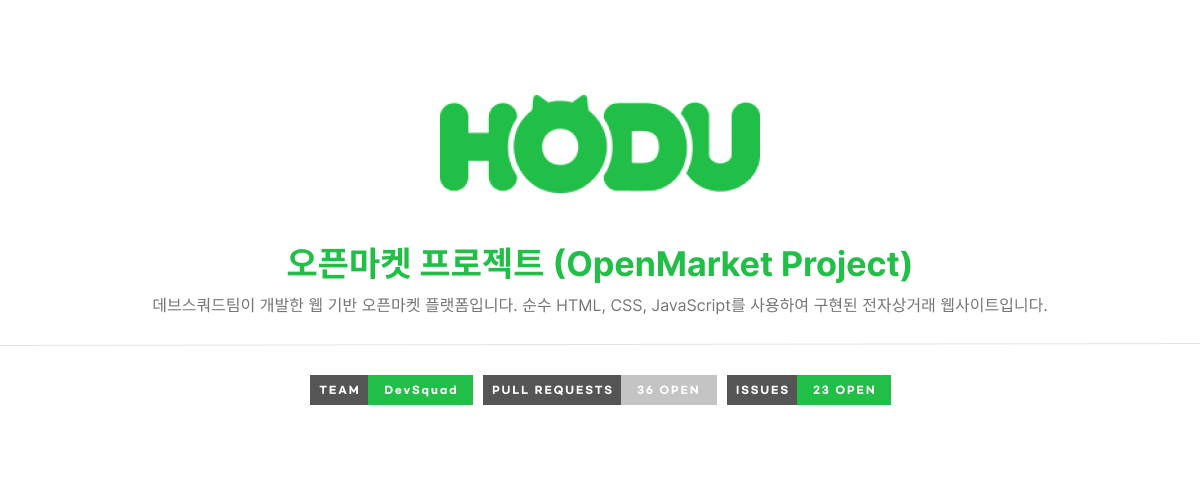 HODU
오픈마켓 프로젝트 (OpenMarket Project)
데브스쿼드팀이 개발한 웹 기반 오픈마켓 플랫폼입니다. 순수 HTML, CSS, JavaScript를 사용하여 구현된 전자상거래 웹사이트입니다.
TEAM DevSquad PULL REQUESTS 36 OPEN ISSUES 23 OPEN